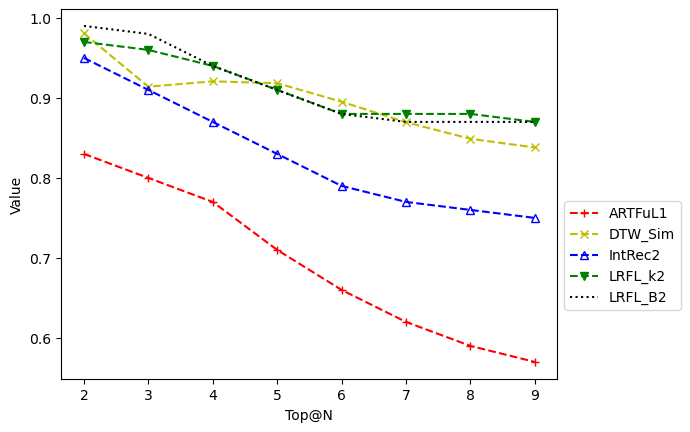 1.0
0.9
0.8
0.7
0.6
Value
2 3 4 5 6 7 8 9
Top@N
ARTFuL1
DTW_Sim
IntRec2
LRFL_k2
LRFL_B2